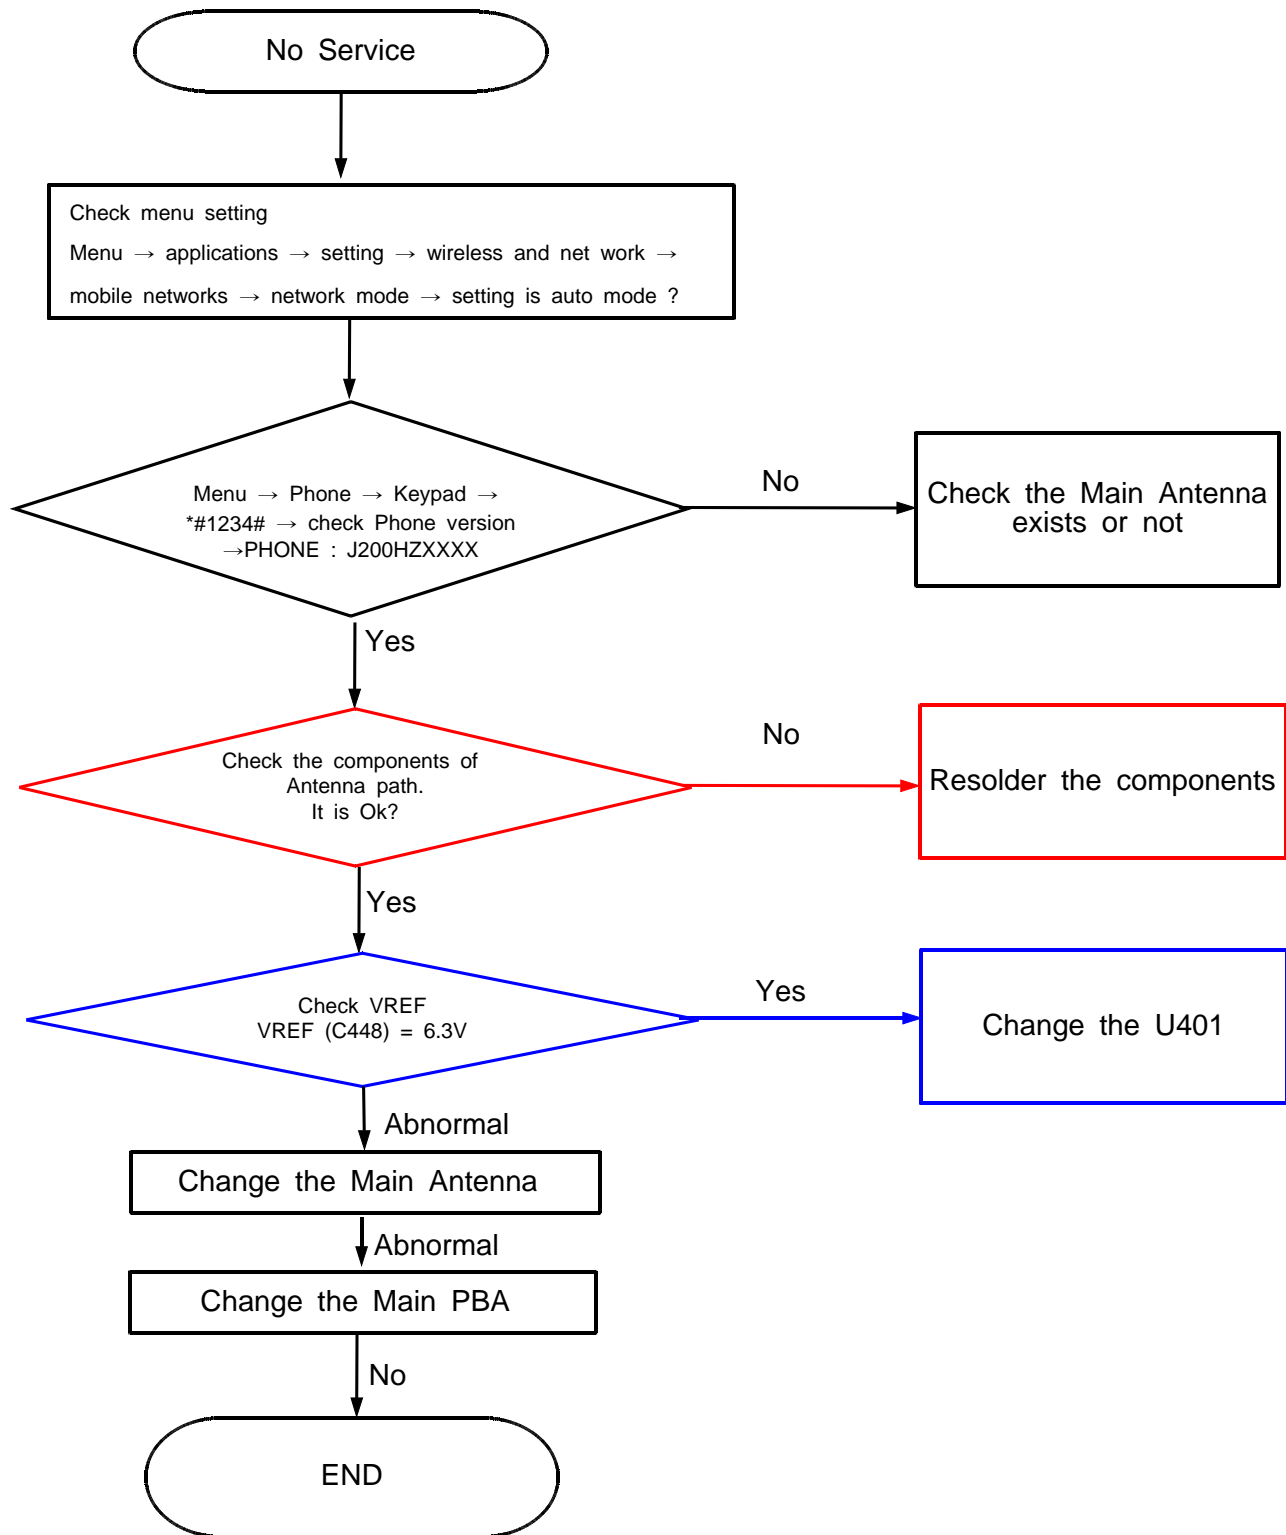 No Service
Check menu setting
Menu → applications → setting → wireless and net work →
mobile networks → network mode → setting is auto mode ?
Menu → Phone → Keypad →
*#1234# → check Phone version
→PHONE : J200HZXXXX
No
Check the Main Antenna
exists or not
Yes
Check the components of
Antenna path.
It is Ok?
No
Resolder the components
Yes
Check VREF
VREF (C448) = 6.3V
Yes
Change the U401
Abnormal
Change the Main Antenna
Abnormal
Change the Main PBA
No
END